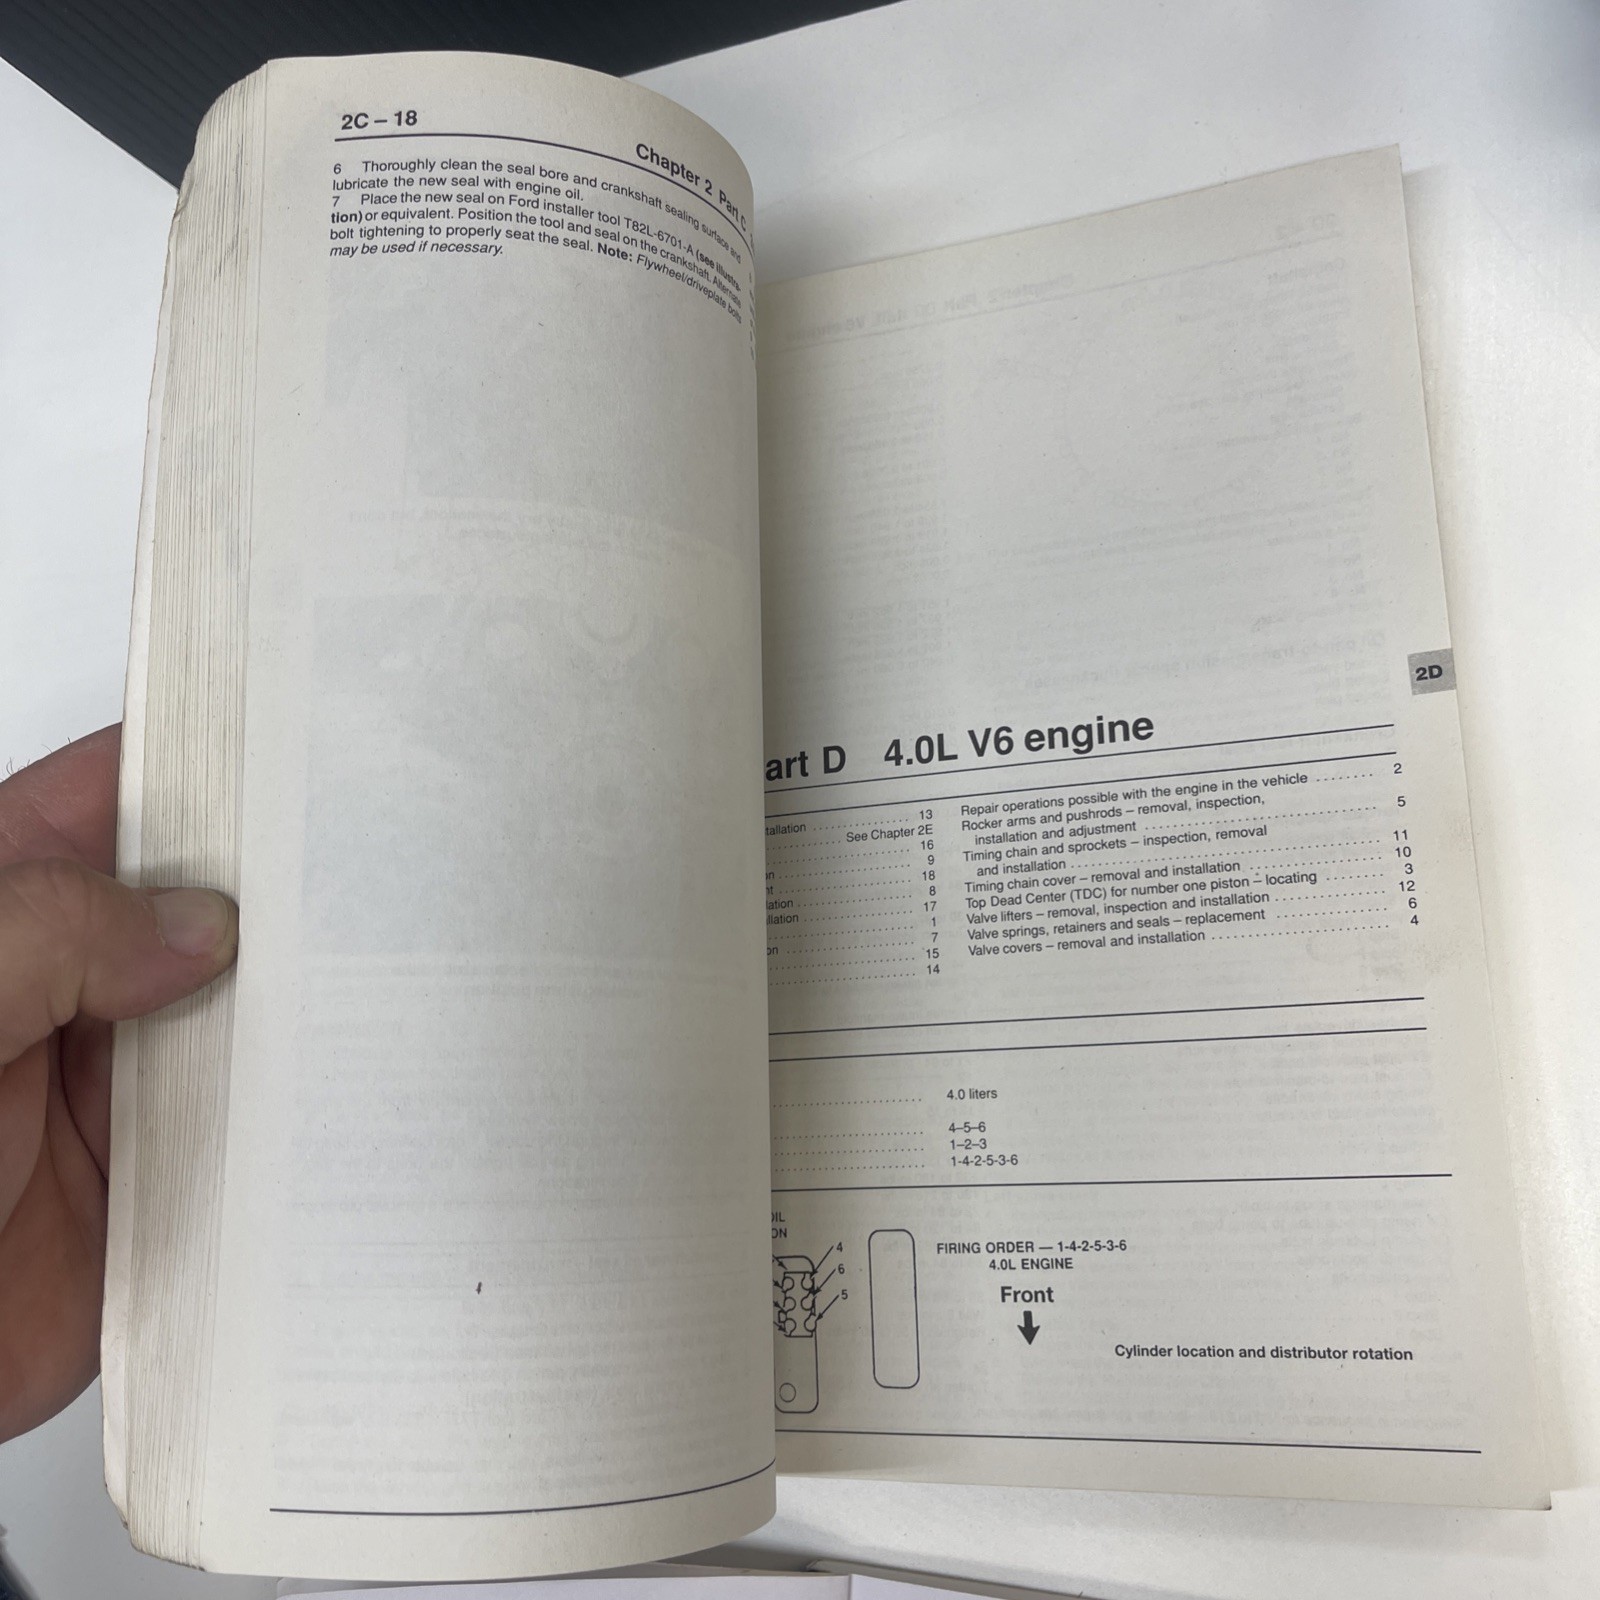 2C – 18
Chapter 2 Part C
6 Thoroughly clean the seal bore and crankshaft sealing surface and
lubricate the new seal with engine oil.
7 Place the new seal on Ford installer tool T82L-6701-A (see illustra-
tion) or equivalent. Position the tool and seal on the crankshaft. Alternate
bolt tightening to properly seat the seal. Note: Flywheel/driveplate bolts
may be used if necessary.
2D
art D 4.0L V6 engine
tallation .................. 13
.............. See Chapter 2E
.................. 16
on .................. 9
nt .................. 18
lation .................. 8
llation .................. 17
.................. 1
on .................. 7
.................. 15
.................. 14
Repair operations possible with the engine in the vehicle ........ 2
Rocker arms and pushrods – removal, inspection,
installation and adjustment .................. 5
Timing chain and sprockets – inspection, removal
and installation .................. 11
Timing chain cover – removal and installation .................. 10
Top Dead Center (TDC) for number one piston – locating ........ 3
Valve lifters – removal, inspection and installation .............. 12
Valve springs, retainers and seals – replacement .............. 6
Valve covers – removal and installation .................. 4
.................. 4.0 liters
.................. 4–5–6
.................. 1–2–3
.................. 1-4-2-5-3-6
OIL
ON
4
6
5
FIRING ORDER — 1-4-2-5-3-6
4.0L ENGINE
Front
Cylinder location and distributor rotation